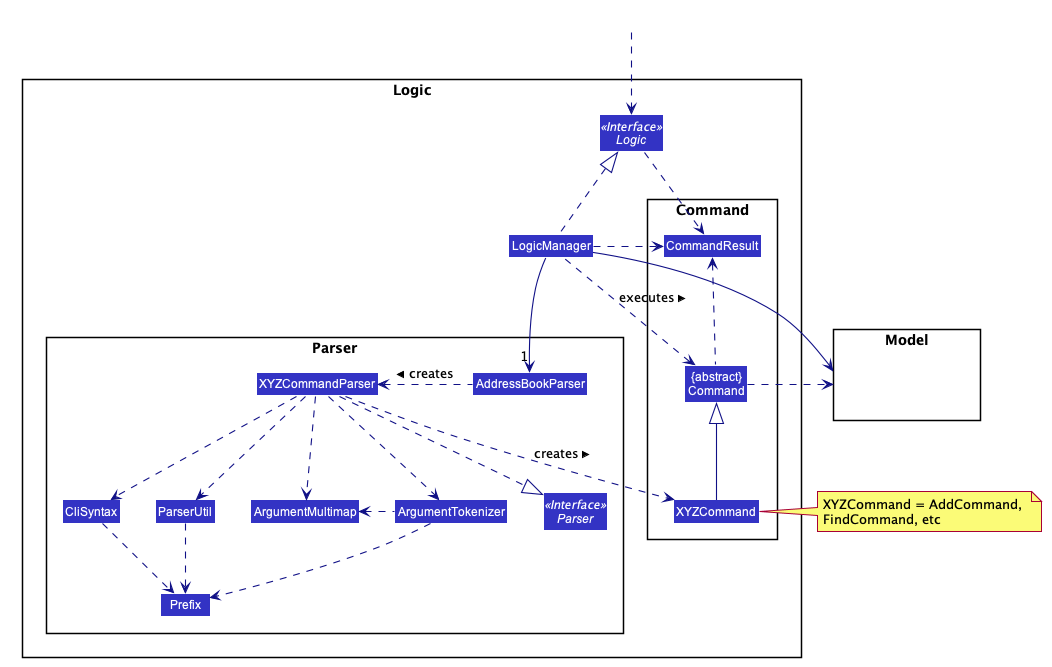 Logic
«Interface»
Logic
Command
LogicManager
CommandResult
executes ►
Model
Parser
1
◄ creates
XYZCommandParser
AddressBookParser
{abstract}
Command
creates ►
CliSyntax
ParserUtil
ArgumentMultimap
ArgumentTokenizer
«Interface»
Parser
XYZCommand
XYZCommand = AddCommand,
FindCommand, etc
Prefix